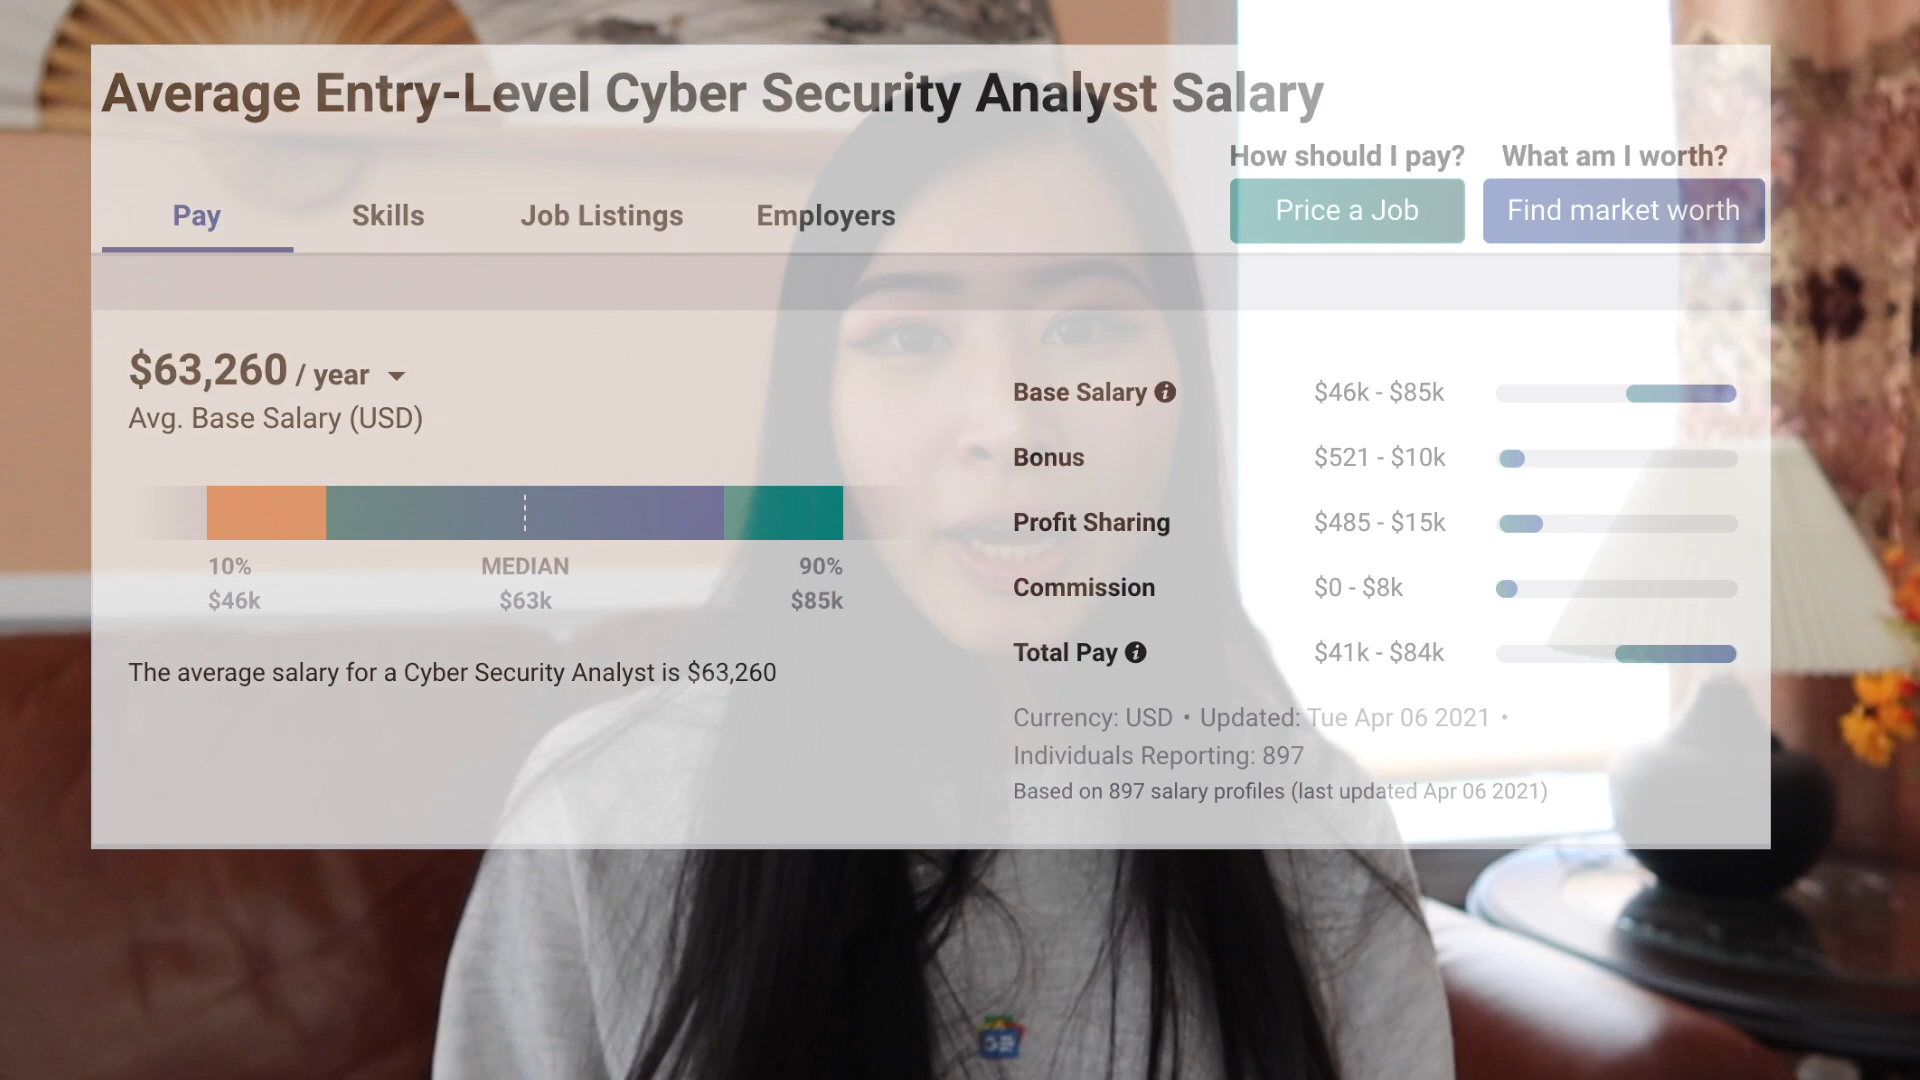 Average Entry-Level Cyber Security Analyst Salary
How should I pay? What am I worth?
Pay Skills Job Listings Employers Price a Job Find market worth
$63,260 / year
Avg. Base Salary (USD)
Base Salary $46k - $85k
Bonus $521 - $10k
Profit Sharing $485 - $15k
Commission $0 - $8k
Total Pay $41k - $84k
10% MEDIAN 90%
$46k $63k $85k
The average salary for a Cyber Security Analyst is $63,260
Currency: USD • Updated: Tue Apr 06 2021 •
Individuals Reporting: 897
Based on 897 salary profiles (last updated Apr 06 2021)